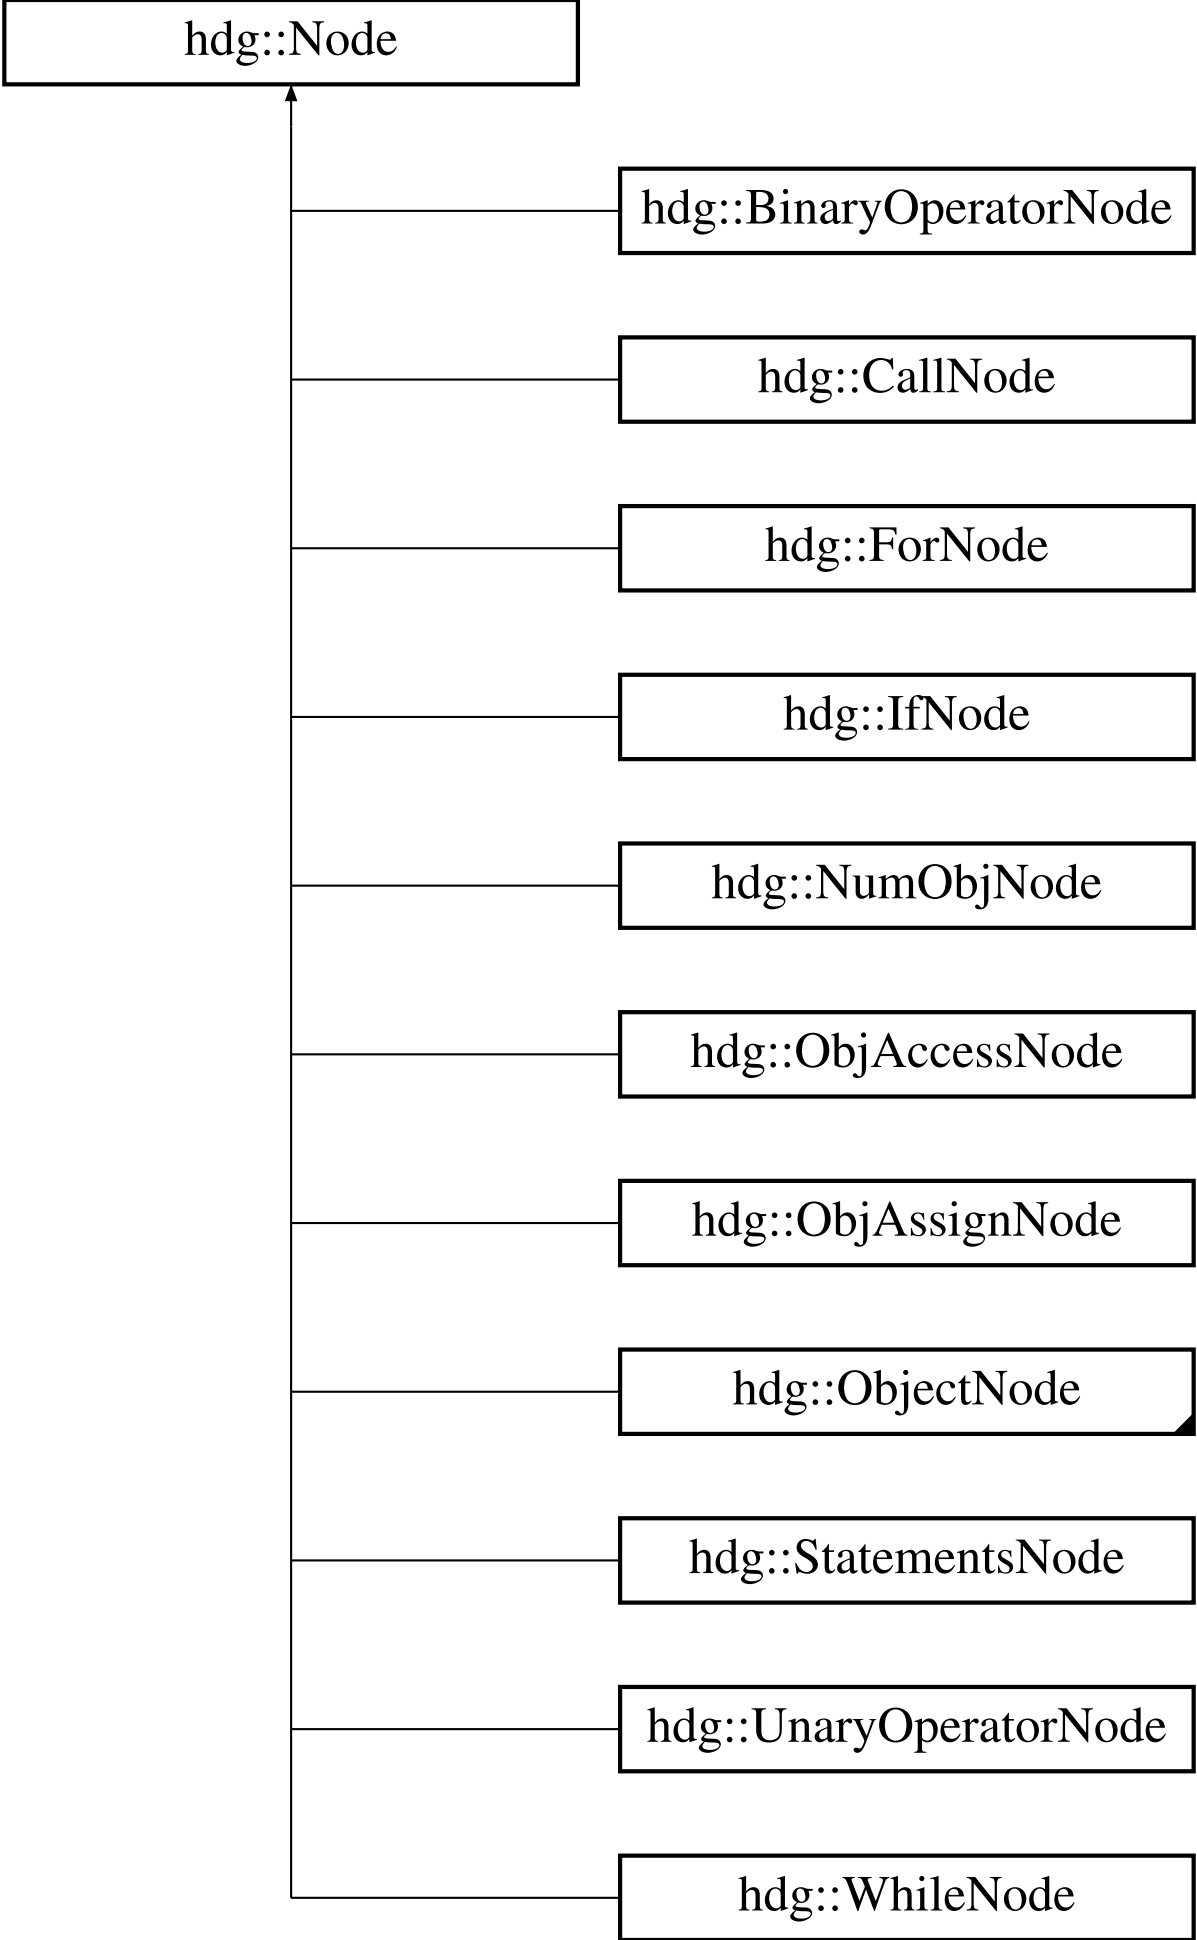 hdg::Node
hdg::BinaryOperatorNode
hdg::CallNode
hdg::ForNode
hdg::IfNode
hdg::NumObjNode
hdg::ObjAccessNode
hdg::ObjAssignNode
hdg::ObjectNode
hdg::StatementsNode
hdg::UnaryOperatorNode
hdg::WhileNode